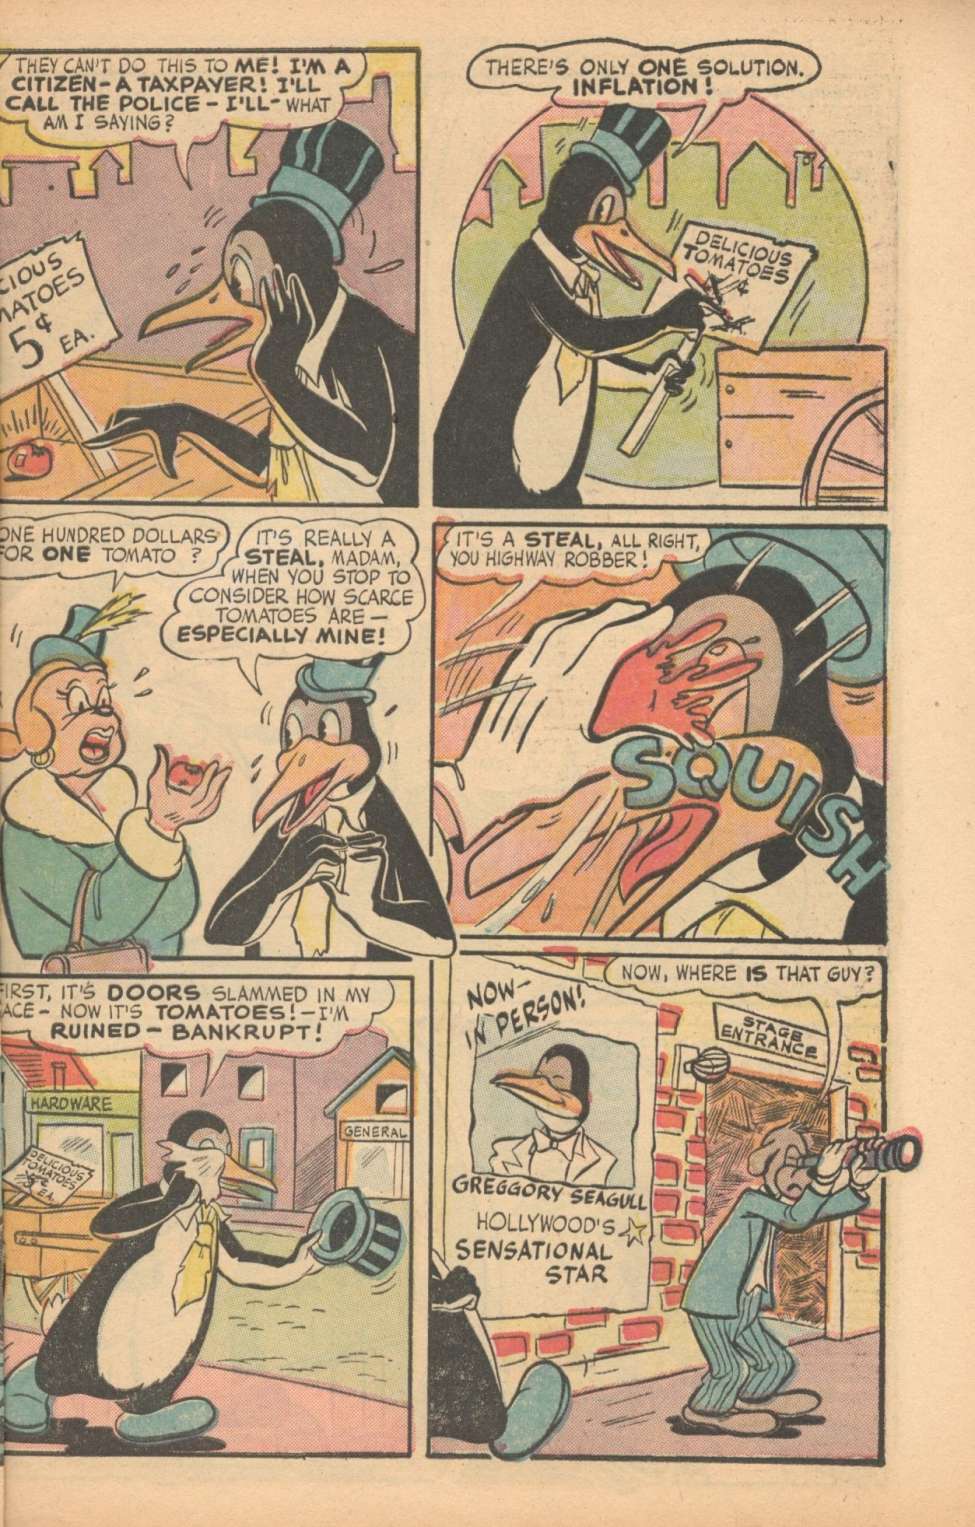 THEY CAN'T DO THIS TO ME! I'M A
CITIZEN - A TAXPAYER! I'LL
CALL THE POLICE - I'LL - WHAT
AM I SAYING?
CIOUS
MATOES
5¢
EA.
THERE'S ONLY ONE SOLUTION.
INFLATION!
DELICIOUS
TOMATOES
¢
ONE HUNDRED DOLLARS
FOR ONE TOMATO?
IT'S REALLY A
STEAL, MADAM,
WHEN YOU STOP TO
CONSIDER HOW SCARCE
TOMATOES ARE -
ESPECIALLY MINE!
IT'S A STEAL, ALL RIGHT,
YOU HIGHWAY ROBBER!
SQUISH
FIRST, IT'S DOORS SLAMMED IN MY
ACE - NOW IT'S TOMATOES! - I'M
RUINED - BANKRUPT!
HARDWARE
GENERAL
DELICIOUS
TOMATOES
EA.
NOW, WHERE IS THAT GUY?
NOW -
IN PERSON!
STAGE
ENTRANCE
GREGGORY SEAGULL
HOLLYWOOD'S
SENSATIONAL
STAR